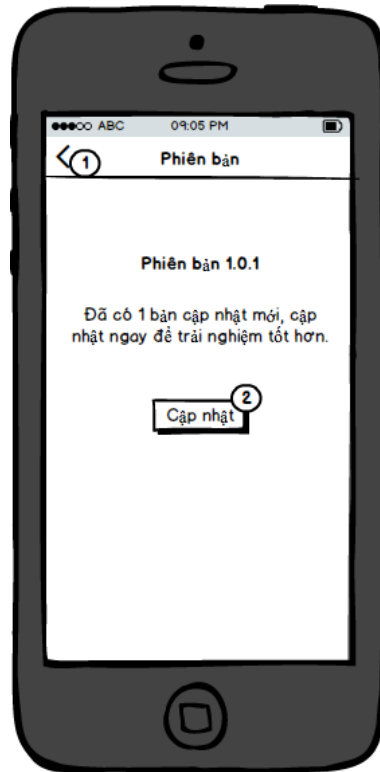 ABC 09:05 PM
1 Phiên bản
Phiên bản 1.0.1
Đã có 1 bản cập nhật mới, cập
nhật ngay để trải nghiệm tốt hơn.
2
Cập nhật